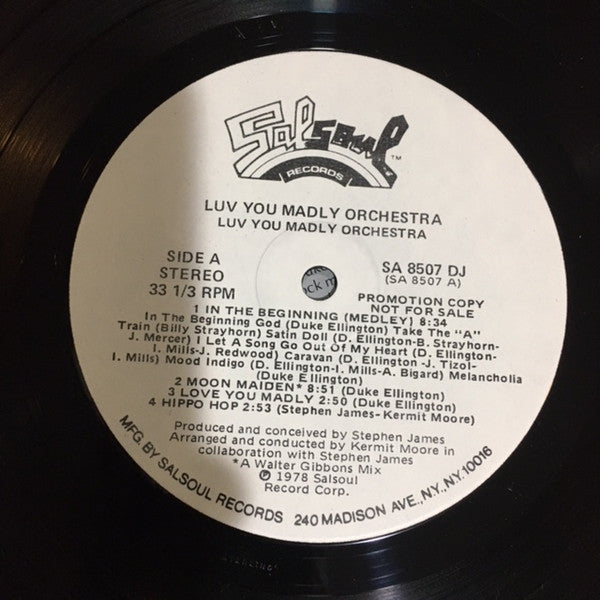 Salsoul TM
RECORDS
LUV YOU MADLY ORCHESTRA
LUV YOU MADLY ORCHESTRA
SIDE A
STEREO
33 1/3 RPM
SA 8507 DJ
(SA 8507 A)
PROMOTION COPY
NOT FOR SALE
1 IN THE BEGINNING (MEDLEY) 8:34
In The Beginning God (Duke Ellington) Take The "A"
Train (Billy Strayhorn) Satin Doll (D. Ellington-B. Strayhorn-
J. Mercer) I Let A Song Go Out Of My Heart (D. Ellington-
I. Mills-J. Redwood) Caravan (D. Ellington -J. Tizol-
I. Mills) Mood Indigo (D. Ellington-I. Mills-A. Bigard) Melancholia
(Duke Ellington)
2 MOON MAIDEN* 8:51 (Duke Ellington)
3 LOVE YOU MADLY 2:50 (Duke Ellington)
4 HIPPO HOP 2:53 (Stephen James-Kermit Moore)
Produced and conceived by Stephen James
Arranged and conducted by Kermit Moore in
collaboration with Stephen James
*A Walter Gibbons Mix
Ⓟ 1978 Salsoul
Record Corp.
MFG. BY SALSOUL RECORDS 240 MADISON AVE., N.Y., N.Y. 10016